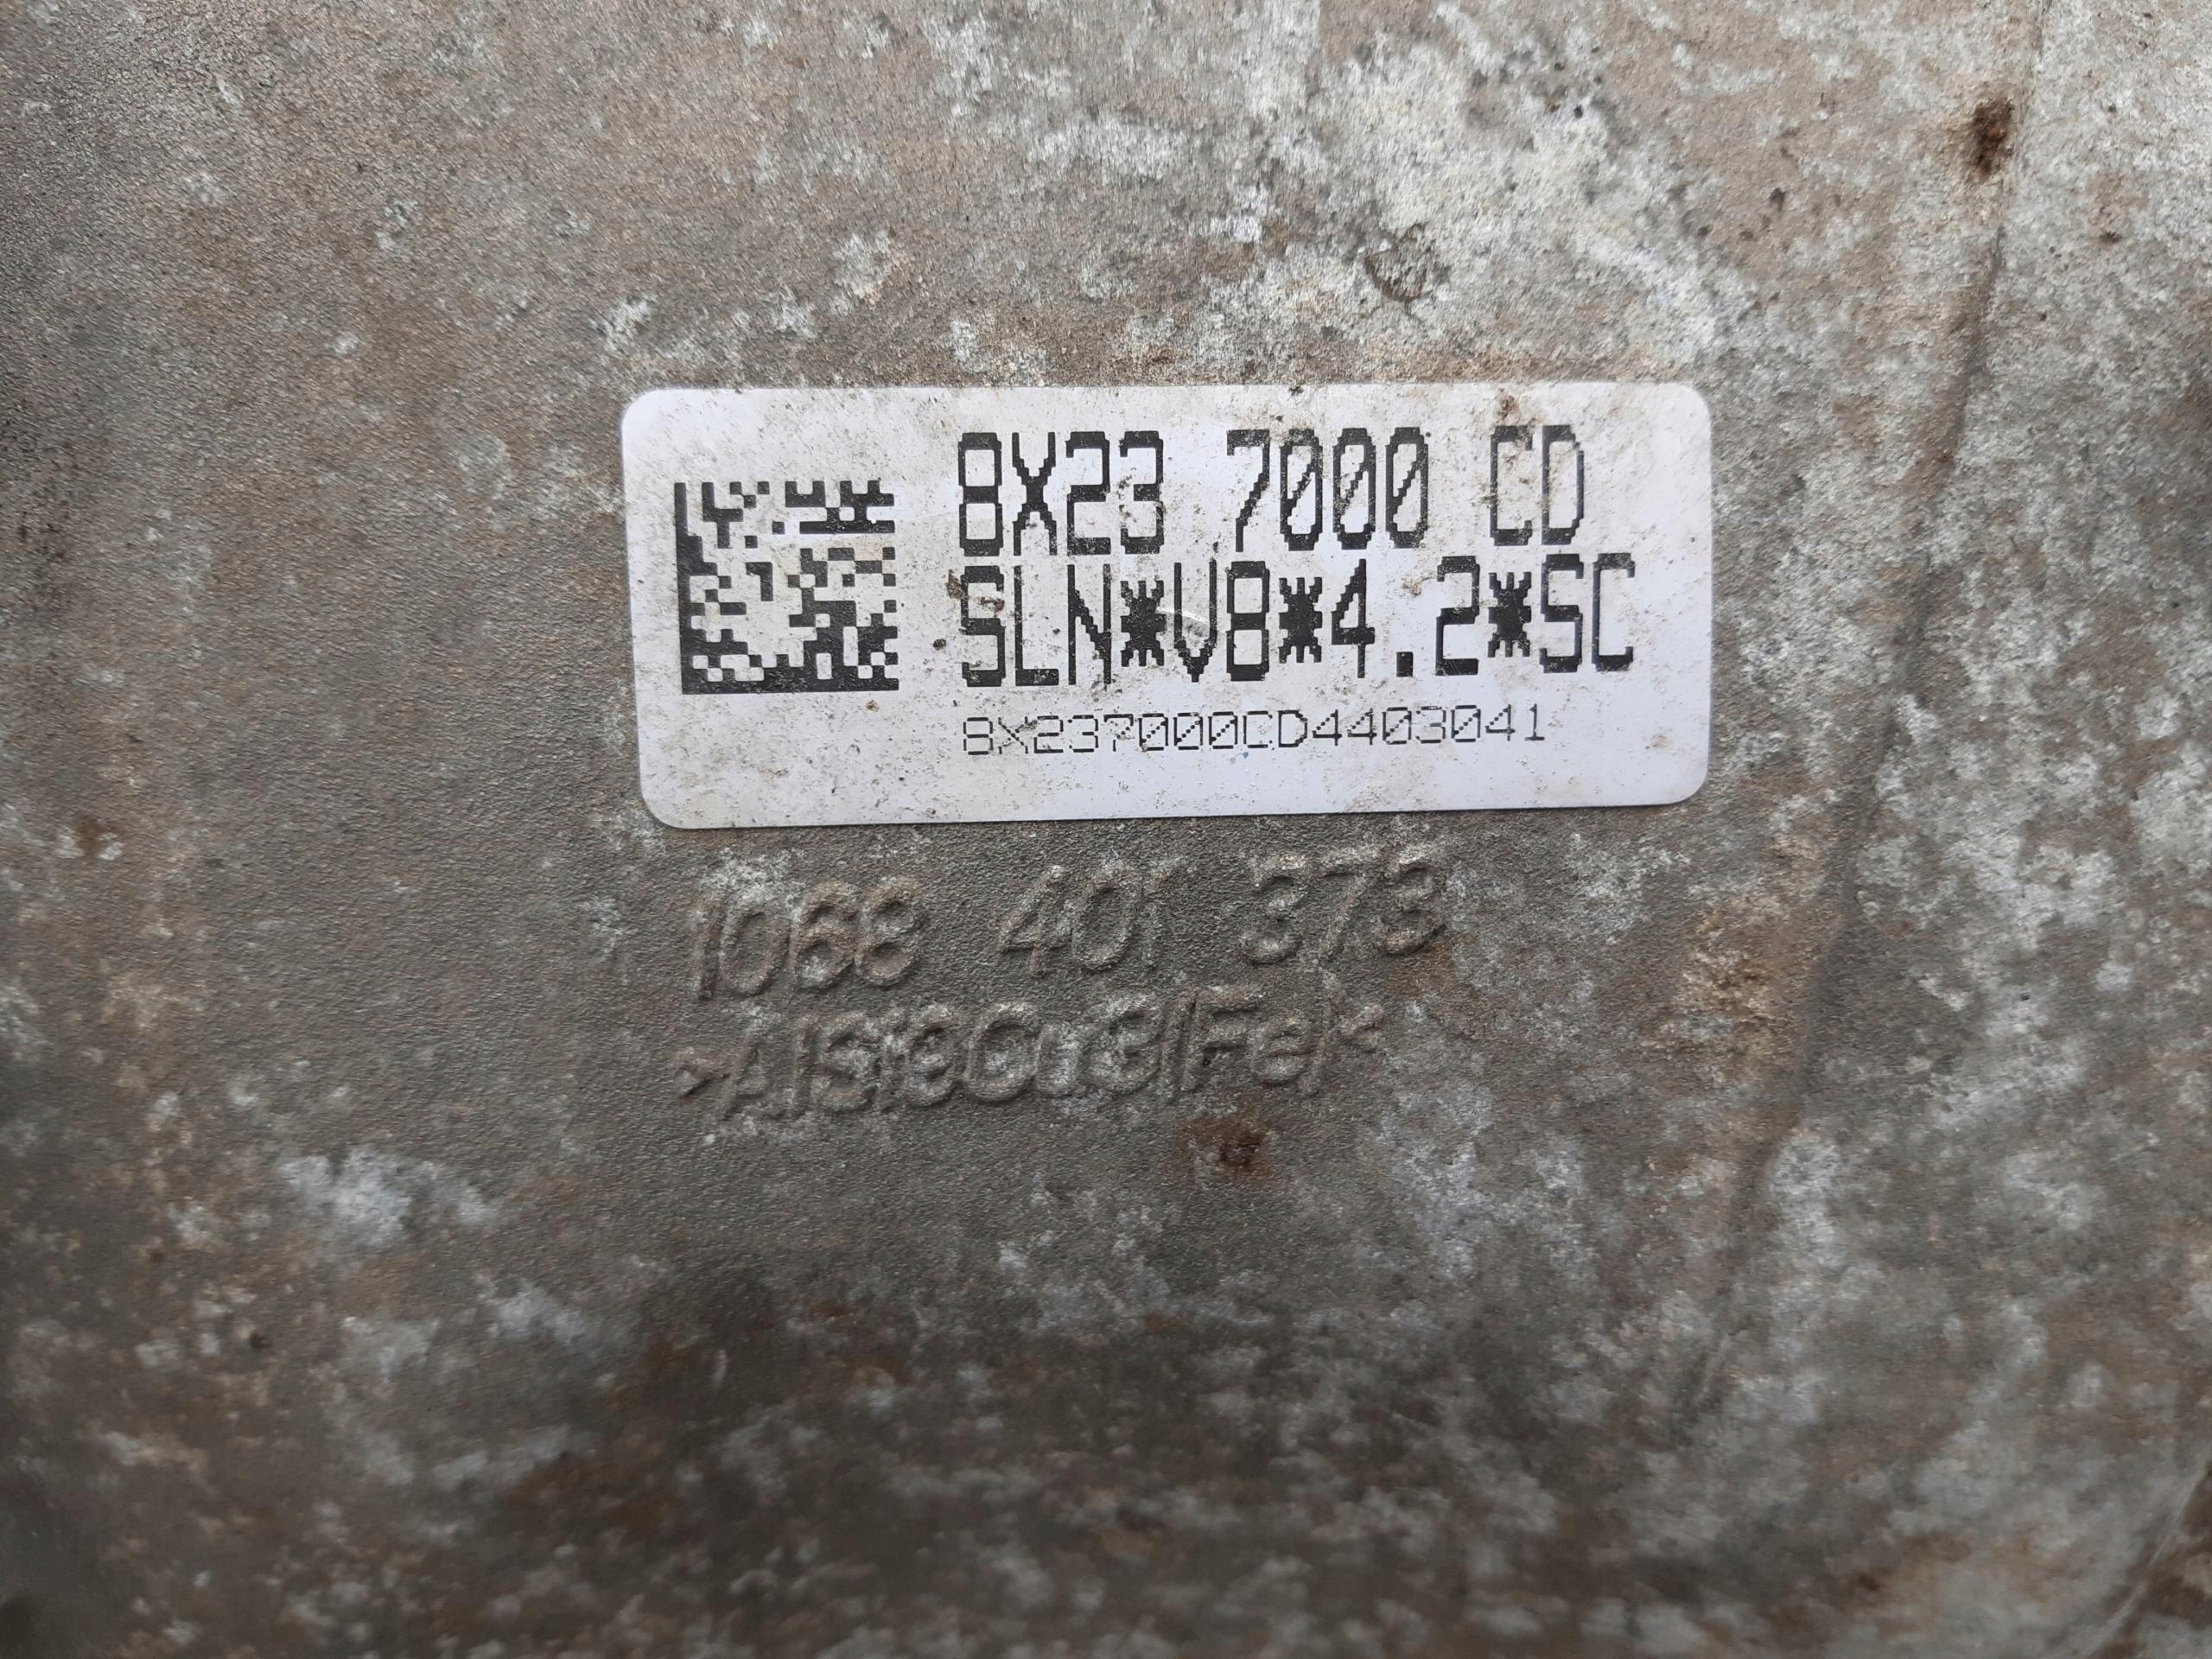 8X23 7000 CD
SLN*V8*4.2*SC
8X237000CD4403041
1068 401 373
>AlSi9Cu3(Fe)<